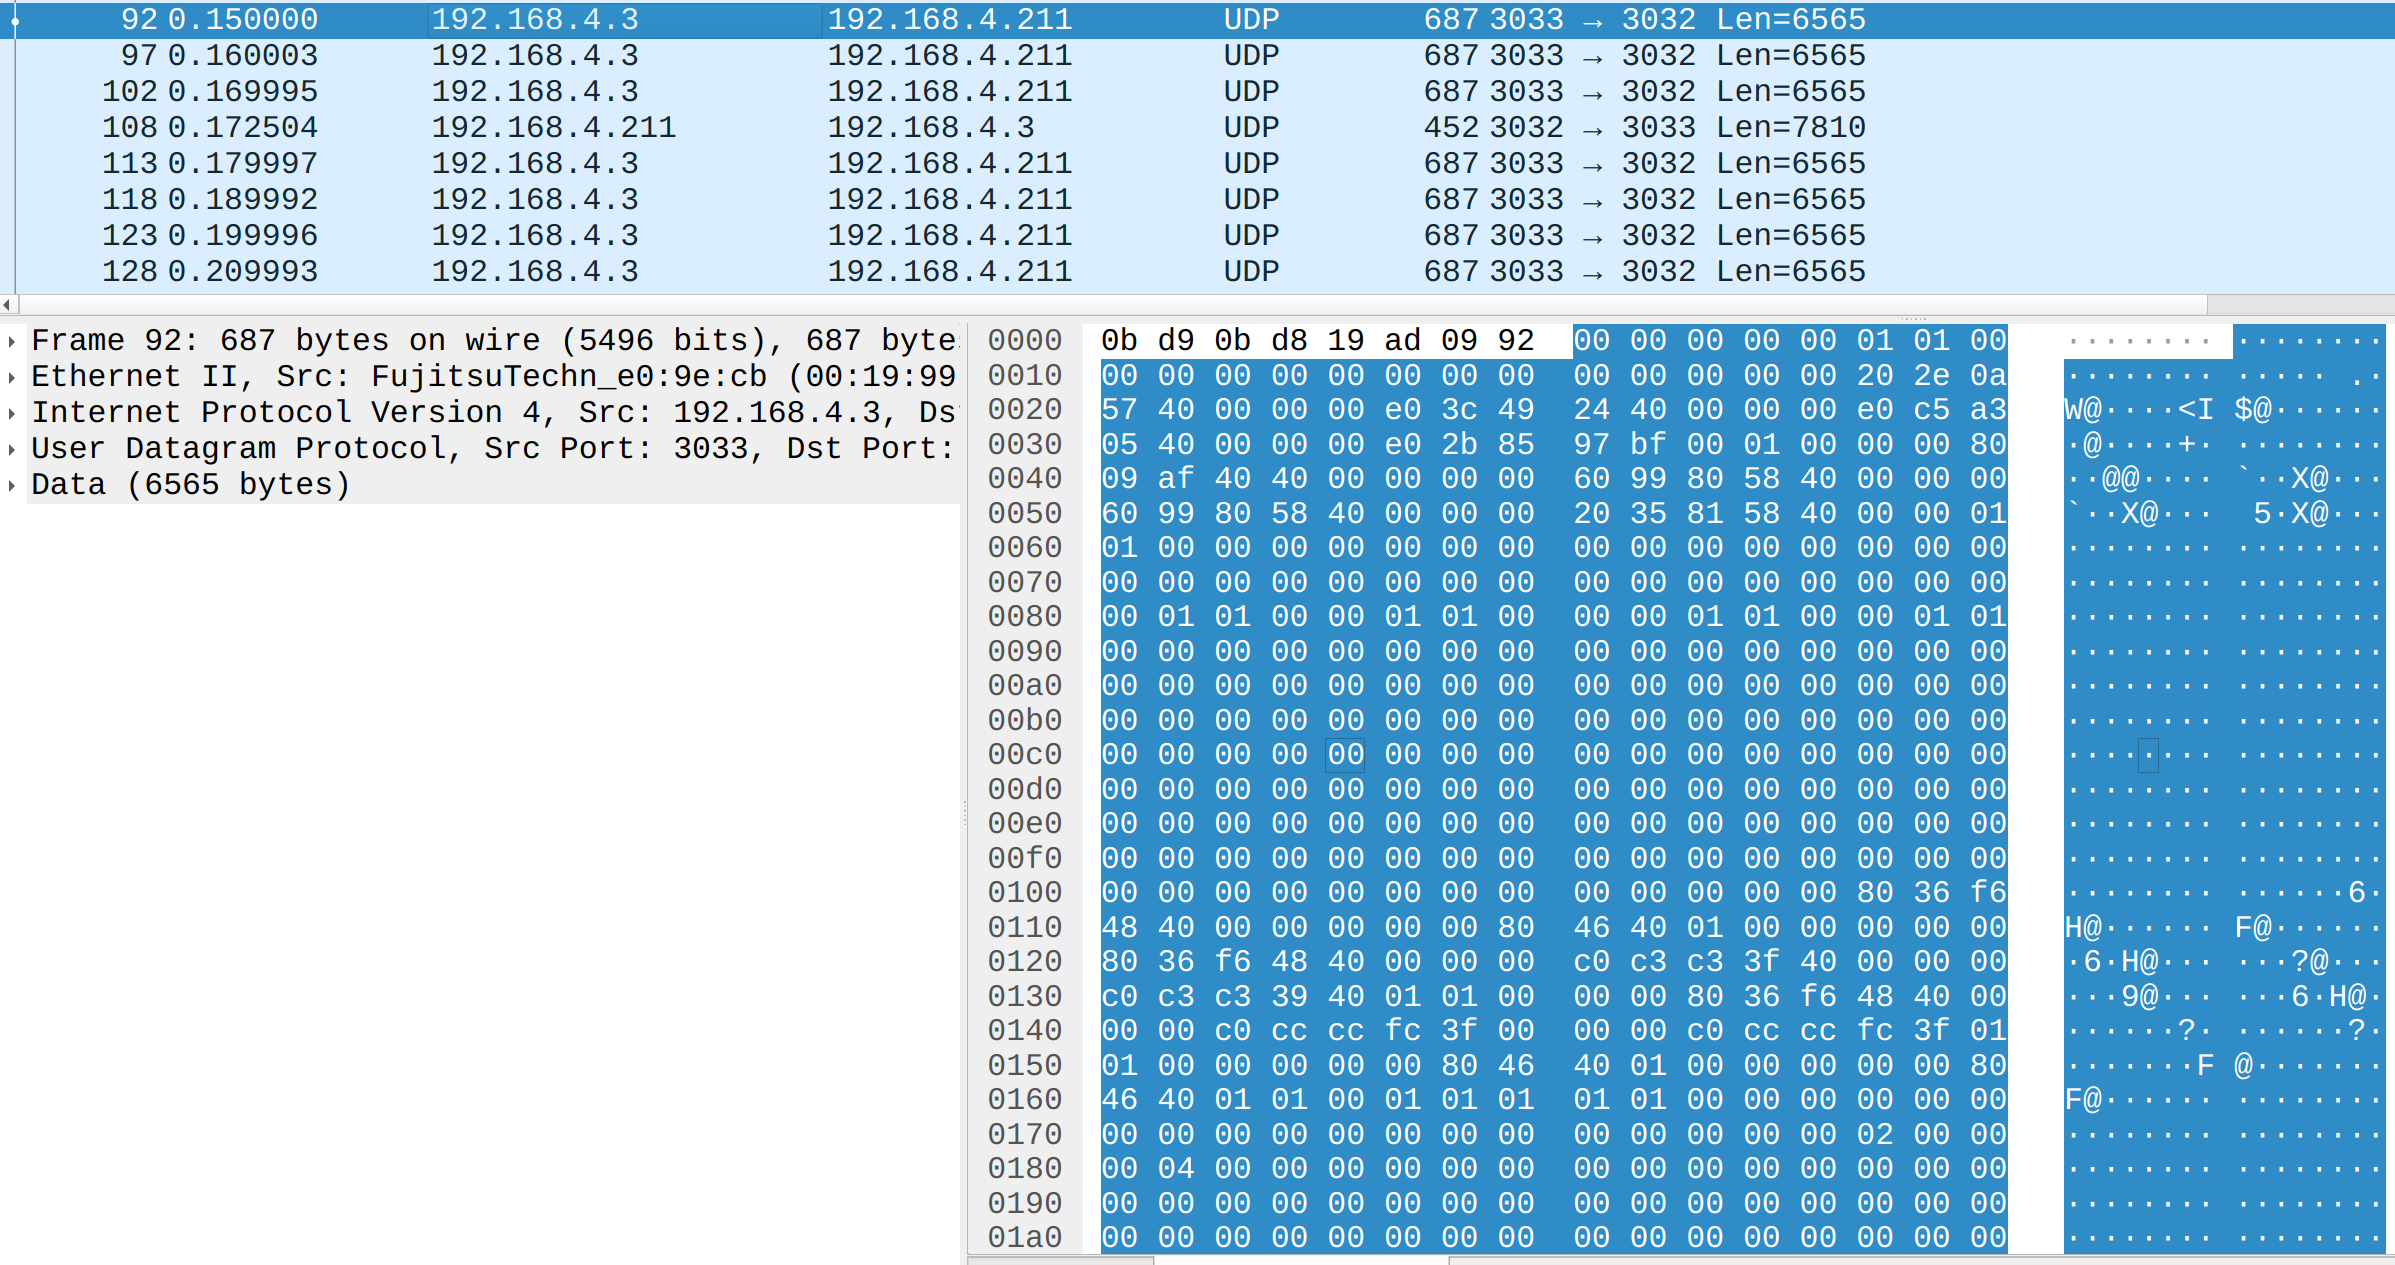 92 0.150000 192.168.4.3 192.168.4.211 UDP 687 3033 → 3032 Len=6565
97 0.160003 192.168.4.3 192.168.4.211 UDP 687 3033 → 3032 Len=6565
102 0.169995 192.168.4.3 192.168.4.211 UDP 687 3033 → 3032 Len=6565
108 0.172504 192.168.4.211 192.168.4.3 UDP 452 3032 → 3033 Len=7810
113 0.179997 192.168.4.3 192.168.4.211 UDP 687 3033 → 3032 Len=6565
118 0.189992 192.168.4.3 192.168.4.211 UDP 687 3033 → 3032 Len=6565
123 0.199996 192.168.4.3 192.168.4.211 UDP 687 3033 → 3032 Len=6565
128 0.209993 192.168.4.3 192.168.4.211 UDP 687 3033 → 3032 Len=6565
Frame 92: 687 bytes on wire (5496 bits), 687 byte
Ethernet II, Src: FujitsuTechn_e0:9e:cb (00:19:99
Internet Protocol Version 4, Src: 192.168.4.3, Ds
User Datagram Protocol, Src Port: 3033, Dst Port:
Data (6565 bytes)
0000 0b d9 0b d8 19 ad 09 92 00 00 00 00 00 01 01 00 ········ ········
0010 00 00 00 00 00 00 00 00 00 00 00 00 00 20 2e 0a ········ ····· .·
0020 57 40 00 00 00 e0 3c 49 24 40 00 00 00 e0 c5 a3 W@····<I $@······
0030 05 40 00 00 00 e0 2b 85 97 bf 00 01 00 00 00 80 ·@····+· ········
0040 09 af 40 40 00 00 00 00 60 99 80 58 40 00 00 00 ··@@···· `··X@···
0050 60 99 80 58 40 00 00 00 20 35 81 58 40 00 00 01 `··X@··· 5·X@···
0060 01 00 00 00 00 00 00 00 00 00 00 00 00 00 00 00 ········ ········
0070 00 00 00 00 00 00 00 00 00 00 00 00 00 00 00 00 ········ ········
0080 00 01 01 00 00 01 01 00 00 00 01 01 00 00 01 01 ········ ········
0090 00 00 00 00 00 00 00 00 00 00 00 00 00 00 00 00 ········ ········
00a0 00 00 00 00 00 00 00 00 00 00 00 00 00 00 00 00 ········ ········
00b0 00 00 00 00 00 00 00 00 00 00 00 00 00 00 00 00 ········ ········
00c0 00 00 00 00 00 00 00 00 00 00 00 00 00 00 00 00 ········ ········
00d0 00 00 00 00 00 00 00 00 00 00 00 00 00 00 00 00 ········ ········
00e0 00 00 00 00 00 00 00 00 00 00 00 00 00 00 00 00 ········ ········
00f0 00 00 00 00 00 00 00 00 00 00 00 00 00 00 00 00 ········ ········
0100 00 00 00 00 00 00 00 00 00 00 00 00 00 80 36 f6 ········ ······6·
0110 48 40 00 00 00 00 00 80 46 40 01 00 00 00 00 00 H@······ F@······
0120 80 36 f6 48 40 00 00 00 c0 c3 c3 3f 40 00 00 00 ·6·H@··· ···?@···
0130 c0 c3 c3 39 40 01 01 00 00 00 80 36 f6 48 40 00 ···9@··· ···6·H@·
0140 00 00 c0 cc cc fc 3f 00 00 00 c0 cc cc fc 3f 01 ······?· ······?·
0150 01 00 00 00 00 00 80 46 40 01 00 00 00 00 00 80 ·······F @·······
0160 46 40 01 01 00 01 01 01 01 01 00 00 00 00 00 00 F@······ ········
0170 00 00 00 00 00 00 00 00 00 00 00 00 00 02 00 00 ········ ········
0180 00 04 00 00 00 00 00 00 00 00 00 00 00 00 00 00 ········ ········
0190 00 00 00 00 00 00 00 00 00 00 00 00 00 00 00 00 ········ ········
01a0 00 00 00 00 00 00 00 00 00 00 00 00 00 00 00 00 ········ ········